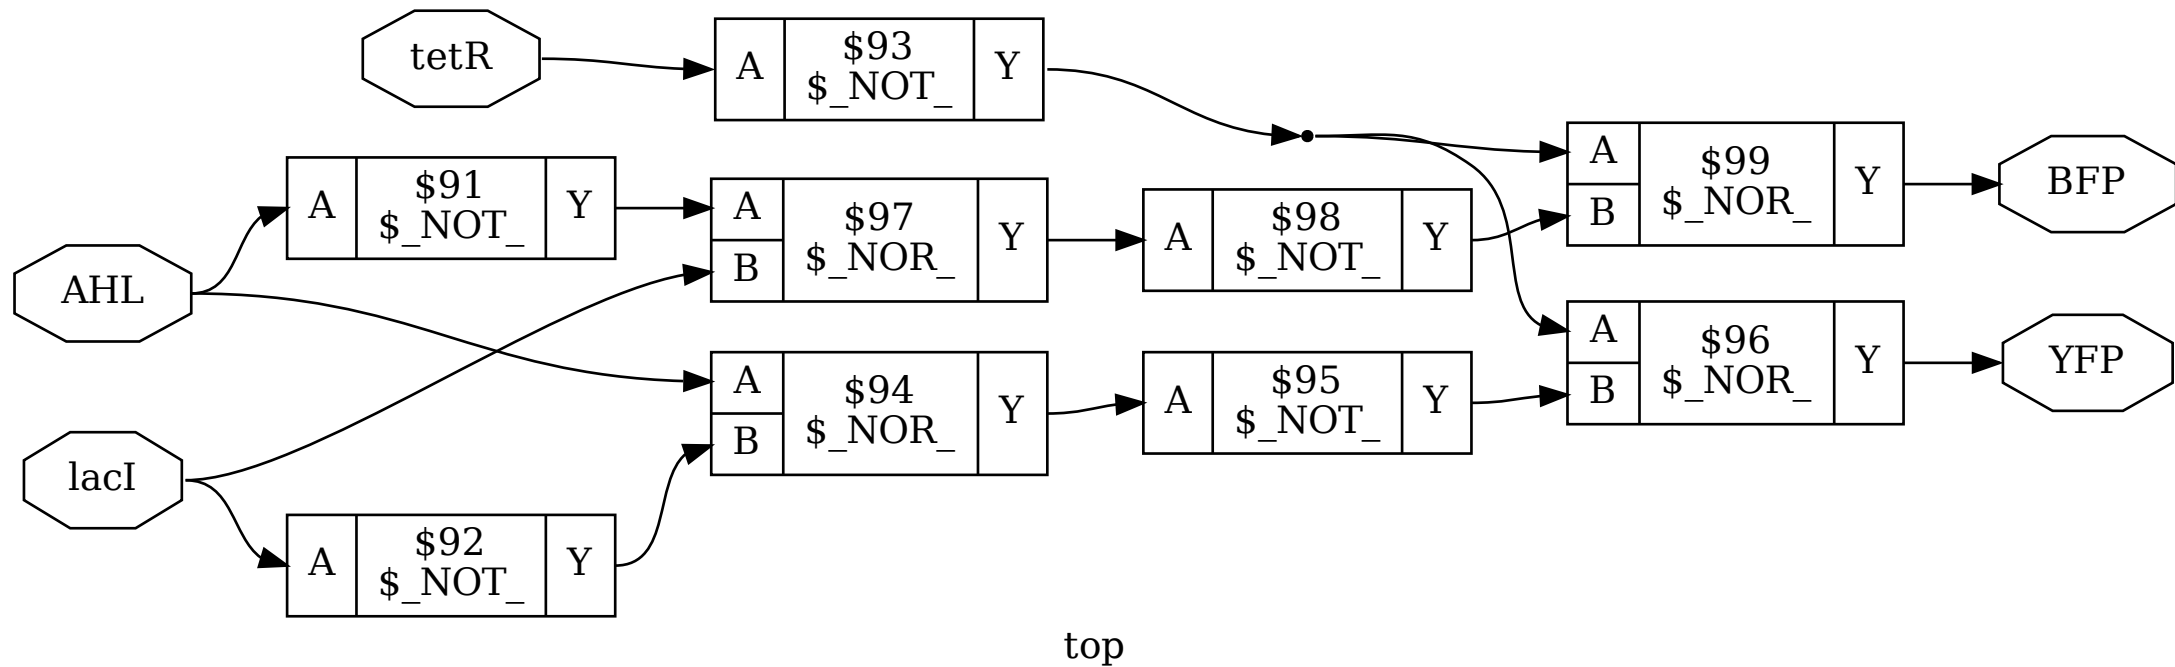 tetR
A
$93
$_NOT_
Y
AHL
A
$91
$_NOT_
Y
A
B
$97
$_NOR_
Y
A
$98
$_NOT_
Y
A
B
$99
$_NOR_
Y
BFP
lacI
A
$92
$_NOT_
Y
A
B
$94
$_NOR_
Y
A
$95
$_NOT_
Y
A
B
$96
$_NOR_
Y
YFP
top